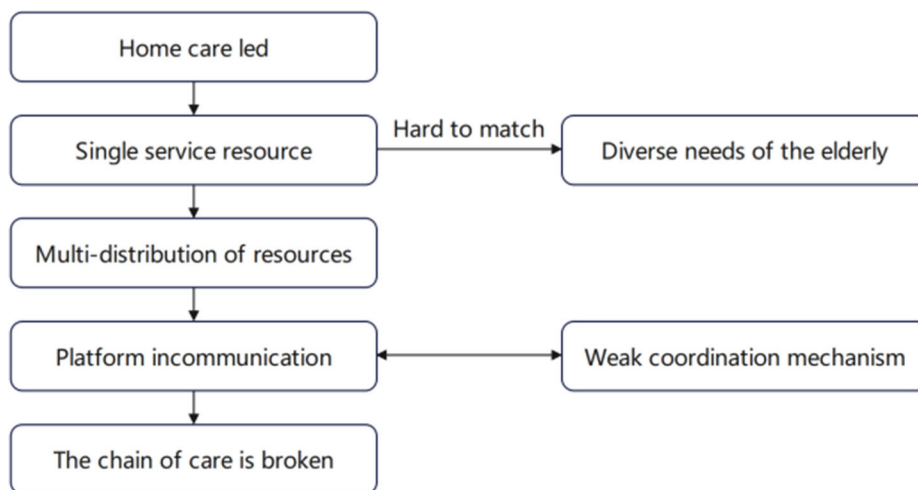 Home care led
Single service resource
Hard to match
Diverse needs of the elderly
Multi-distribution of resources
Platform incommunication
Weak coordination mechanism
The chain of care is broken